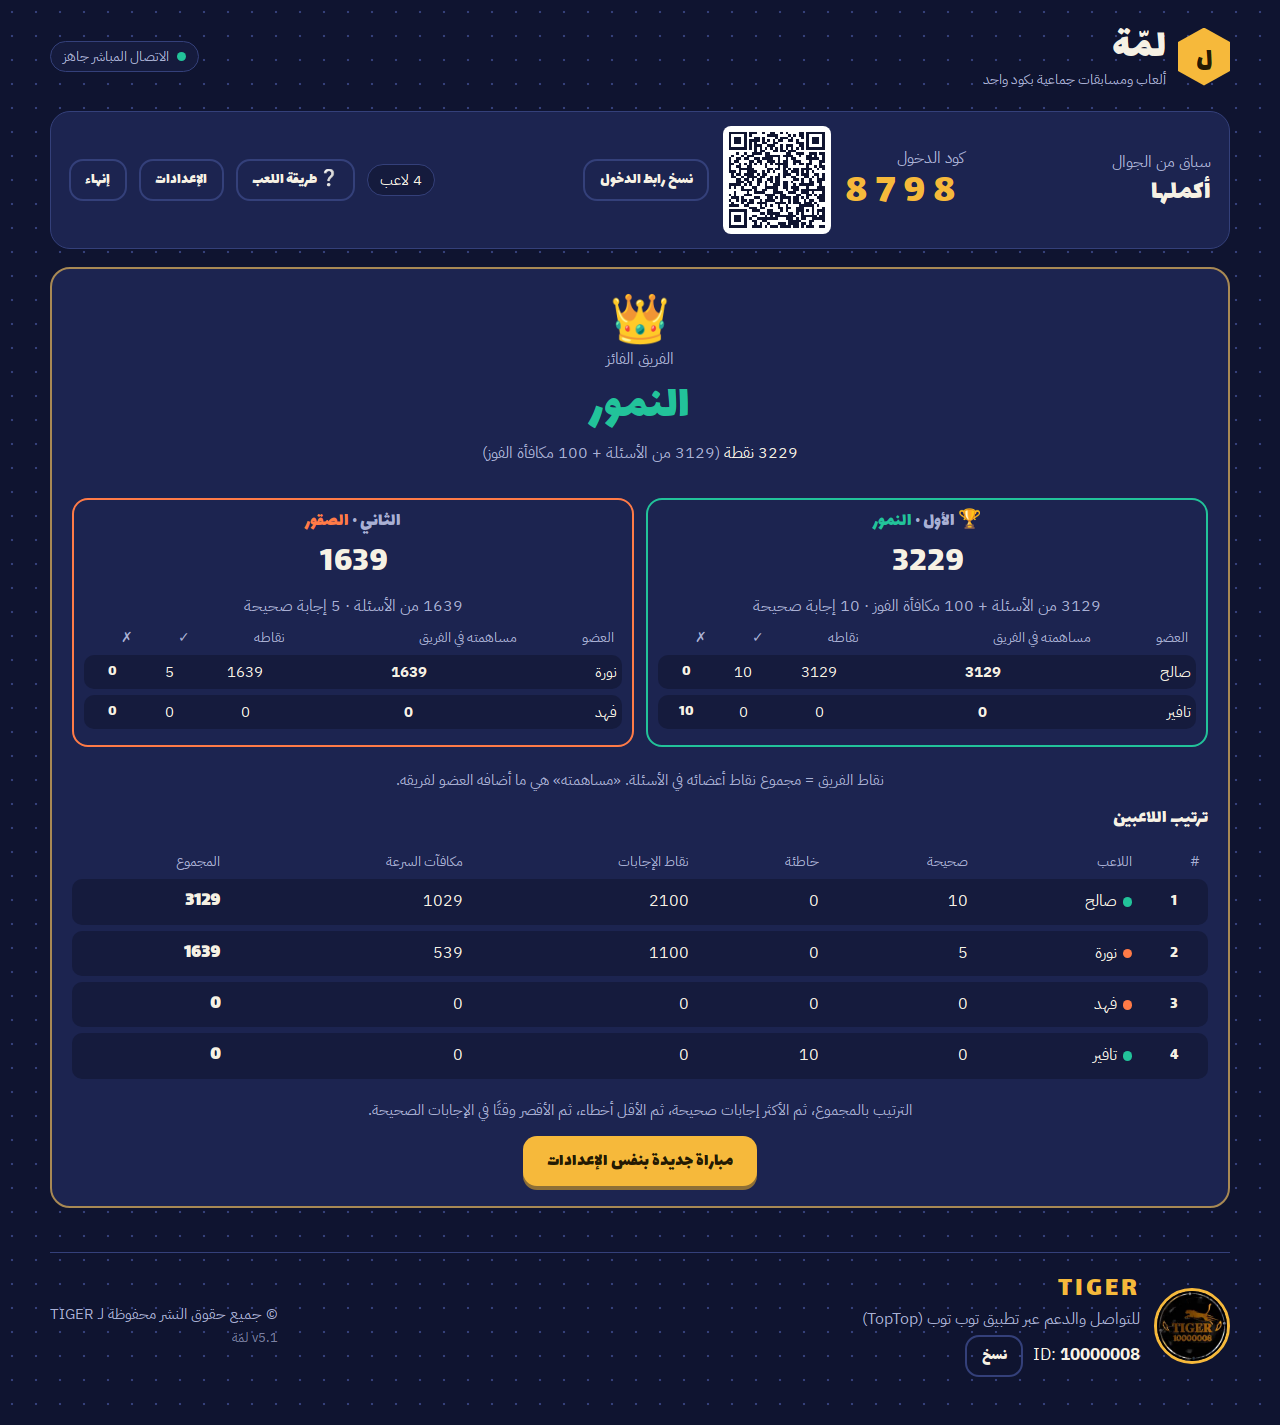 ل
لمّة
ألعاب ومسابقات جماعية بكود واحد
الاتصال المباشر جاهز
سباق من الجوال
أكملها
كود الدخول
8798
نسخ رابط الدخول
4 لاعب
❔ طريقة اللعب
الإعدادات
إنهاء
👑
الفريق الفائز
النمور
3229 نقطة (3129 من الأسئلة + 100 مكافأة الفوز)
🏆 الأول · النمور
3229
3129 من الأسئلة + 100 مكافأة الفوز · 10 إجابة صحيحة
العضو مساهمته في الفريق نقاطه ✓ ✗
صالح 3129 3129 10 0
تافير 0 0 0 10
الثاني · الصقور
1639
1639 من الأسئلة · 5 إجابة صحيحة
العضو مساهمته في الفريق نقاطه ✓ ✗
نورة 1639 1639 5 0
فهد 0 0 0 0
نقاط الفريق = مجموع نقاط أعضائه في الأسئلة. «مساهمته» هي ما أضافه العضو لفريقه.
ترتيب اللاعبين
# اللاعب صحيحة خاطئة نقاط الإجابات مكافآت السرعة المجموع
1 صالح 10 0 2100 1029 3129
2 نورة 5 0 1100 539 1639
3 فهد 0 0 0 0 0
4 تافير 0 10 0 0 0
الترتيب بالمجموع، ثم الأكثر إجابات صحيحة، ثم الأقل أخطاء، ثم الأقصر وقتًا في الإجابات الصحيحة.
مباراة جديدة بنفس الإعدادات
TIGER
10000008
TIGER
للتواصل والدعم عبر تطبيق توب توب (TopTop)
ID: 10000008
نسخ
© جميع حقوق النشر محفوظة لـ TIGER
لمّة v5.1